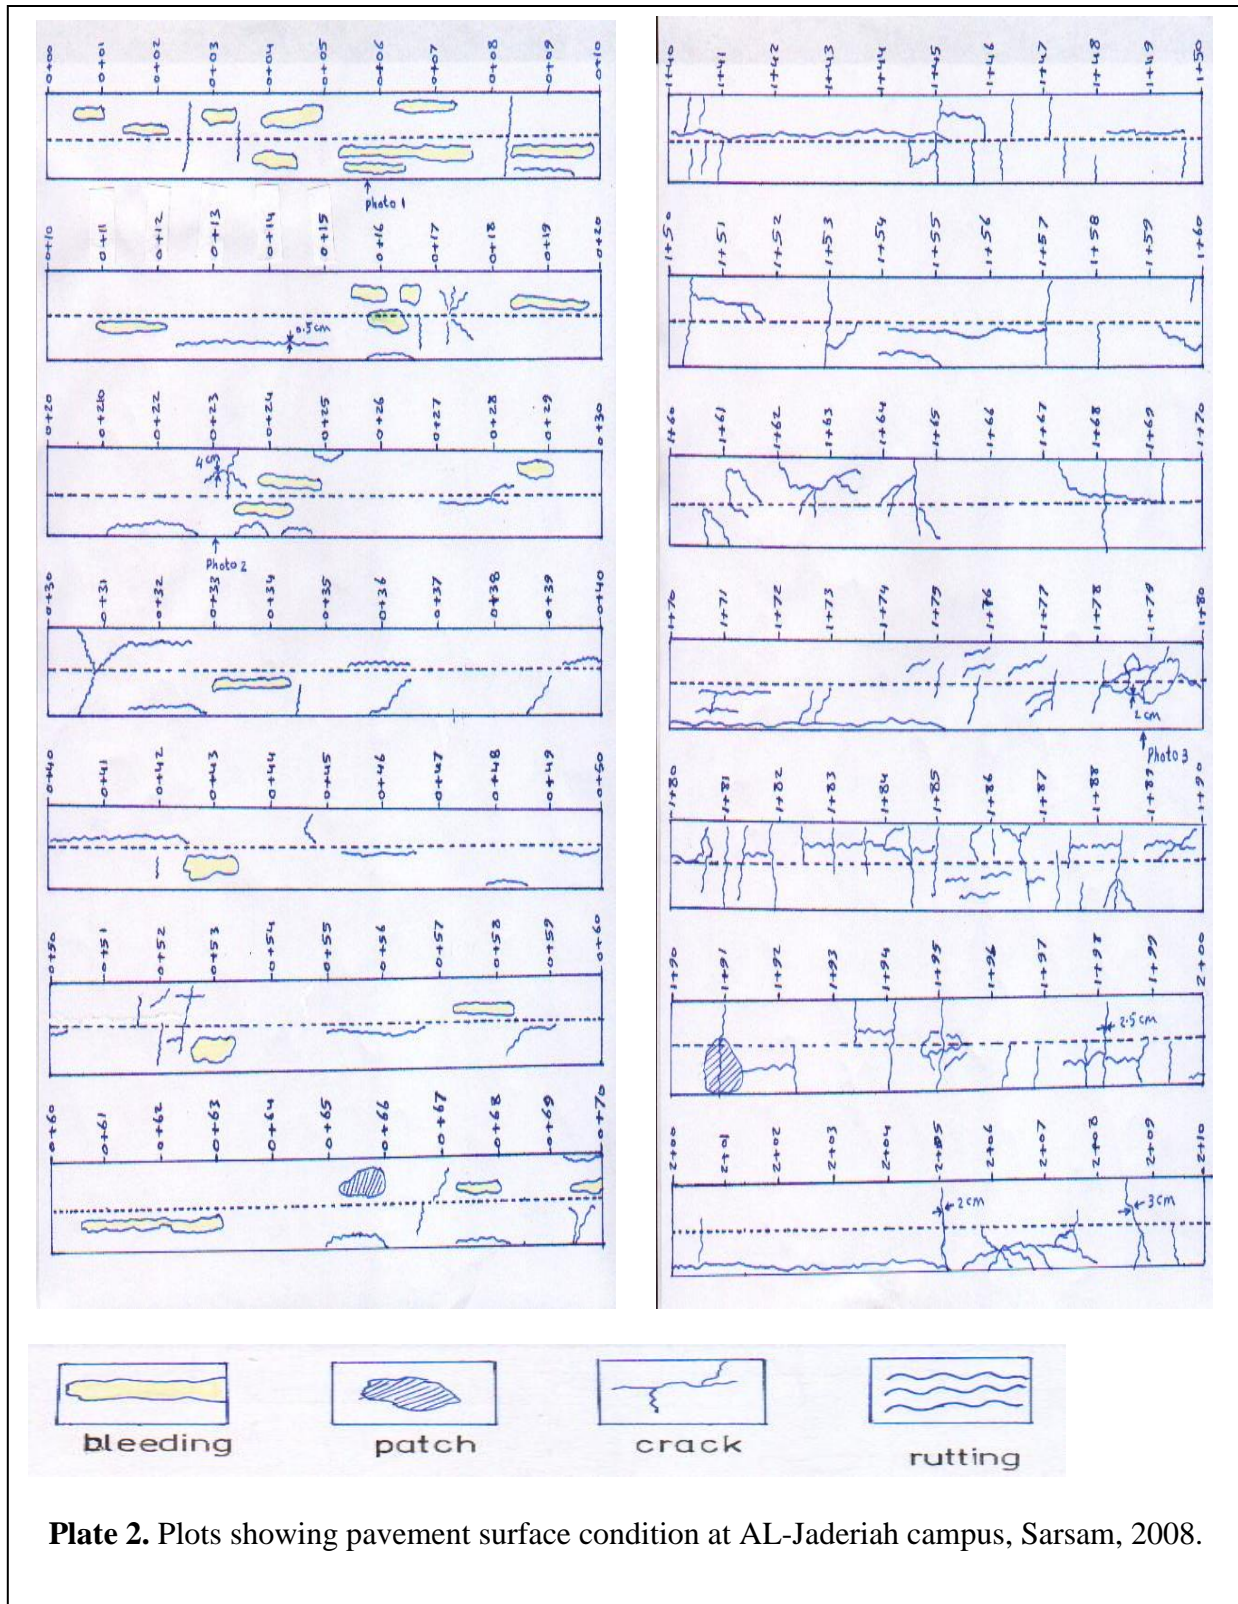 0+00 0+01 0+02 0+03 0+04 0+05 0+06 0+07 0+08 0+09 0+10
Photo 1
0+10 0+11 0+12 0+13 0+14 0+15 0+16 0+17 0+18 0+19 0+20
0.5cm
0+20 0+210 0+22 0+23 0+24 0+25 0+26 0+27 0+28 0+29 0+30
4cm
Photo 2
0+30 0+31 0+32 0+33 0+34 0+35 0+36 0+37 0+38 0+39 0+40
0+40 0+41 0+42 0+43 0+44 0+45 0+46 0+47 0+48 0+49 0+50
0+50 0+51 0+52 0+53 0+54 0+55 0+56 0+57 0+58 0+59 0+60
0+60 0+61 0+62 0+63 0+64 0+65 0+66 0+67 0+68 0+69 0+70
1+40 1+41 1+42 1+43 1+44 1+45 1+46 1+47 1+48 1+49 1+50
1+50 1+51 1+52 1+53 1+54 1+55 1+56 1+57 1+58 1+59 1+60
1+60 1+61 1+62 1+63 1+64 1+65 1+66 1+67 1+68 1+69 1+70
1+70 1+71 1+72 1+73 1+74 1+75 1+76 1+77 1+78 1+79 1+80
2cm
Photo 3
1+80 1+81 1+82 1+83 1+84 1+85 1+86 1+87 1+88 1+89 1+90
1+90 1+91 1+92 1+93 1+94 1+95 1+96 1+97 1+98 1+99 2+00
2.5cm
2+00 2+01 2+02 2+03 2+04 2+05 2+06 2+07 2+08 2+09 2+10
2cm 3cm
bleeding patch crack rutting
Plate 2. Plots showing pavement surface condition at AL-Jaderiah campus, Sarsam, 2008.